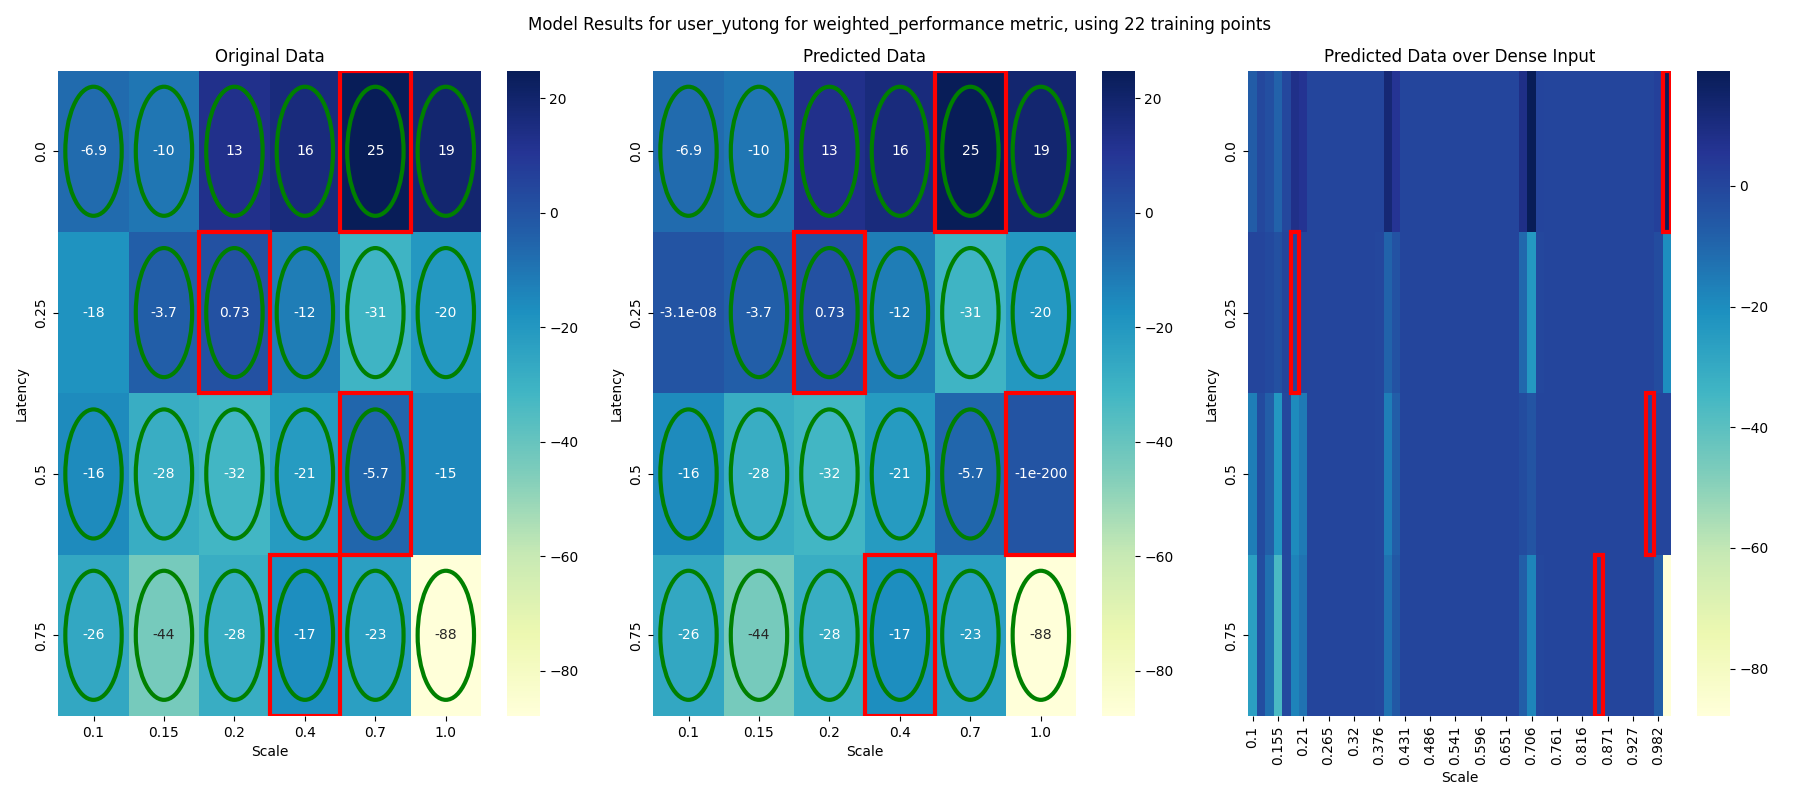 Model Results for user_yutong for weighted_performance metric, using 22 training points
Original Data
Predicted Data
Predicted Data over Dense Input
-6.9 -10 13 16 25 19
-18 -3.7 0.73 -12 -31 -20
-16 -28 -32 -21 -5.7 -15
-26 -44 -28 -17 -23 -88
0.0
0.25
0.5
0.75
Latency
0.1 0.15 0.2 0.4 0.7 1.0
Scale
20
0
−20
−40
−60
−80
-6.9 -10 13 16 25 19
-3.1e-08 -3.7 0.73 -12 -31 -20
-16 -28 -32 -21 -5.7 -1e-200
-26 -44 -28 -17 -23 -88
0.0
0.25
0.5
0.75
Latency
0.1 0.15 0.2 0.4 0.7 1.0
Scale
20
0
−20
−40
−60
−80
0.0
0.25
0.5
0.75
Latency
0.1 0.155 0.21 0.265 0.32 0.376 0.431 0.486 0.541 0.596 0.651 0.706 0.761 0.816 0.871 0.927 0.982
Scale
0
−20
−40
−60
−80